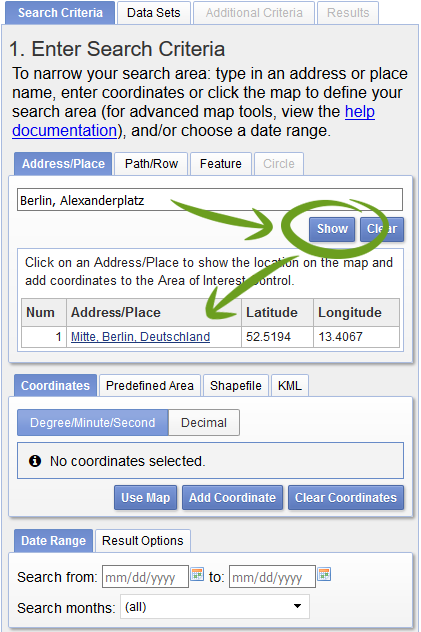 Search Criteria Data Sets Additional Criteria Results
1. Enter Search Criteria
To narrow your search area: type in an address or place
name, enter coordinates or click the map to define your
search area (for advanced map tools, view the help
documentation), and/or choose a date range.
Address/Place Path/Row Feature Circle
Berlin, Alexanderplatz
Show Clear
Click on an Address/Place to show the location on the map and
add coordinates to the Area of Interest Control.
Num Address/Place Latitude Longitude
1 Mitte, Berlin, Deutschland 52.5194 13.4067
Coordinates Predefined Area Shapefile KML
Degree/Minute/Second Decimal
No coordinates selected.
Use Map Add Coordinate Clear Coordinates
Date Range Result Options
Search from: mm/dd/yyyy to: mm/dd/yyyy
Search months: (all)